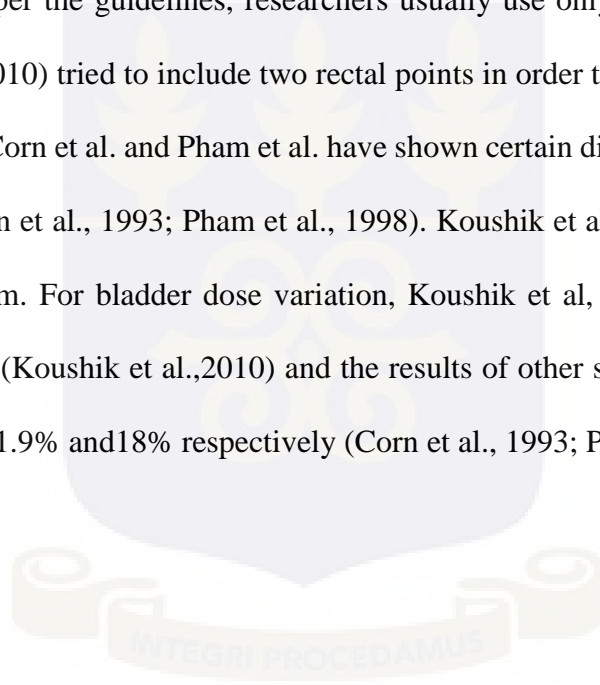 per the guidelines, researchers usually use only
010) tried to include two rectal points in order t
Corn et al. and Pham et al. have shown certain di
n et al., 1993; Pham et al., 1998). Koushik et a
m. For bladder dose variation, Koushik et al,
(Koushik et al.,2010) and the results of other s
1.9% and18% respectively (Corn et al., 1993; P
INTEGRI PROCEDAMUS